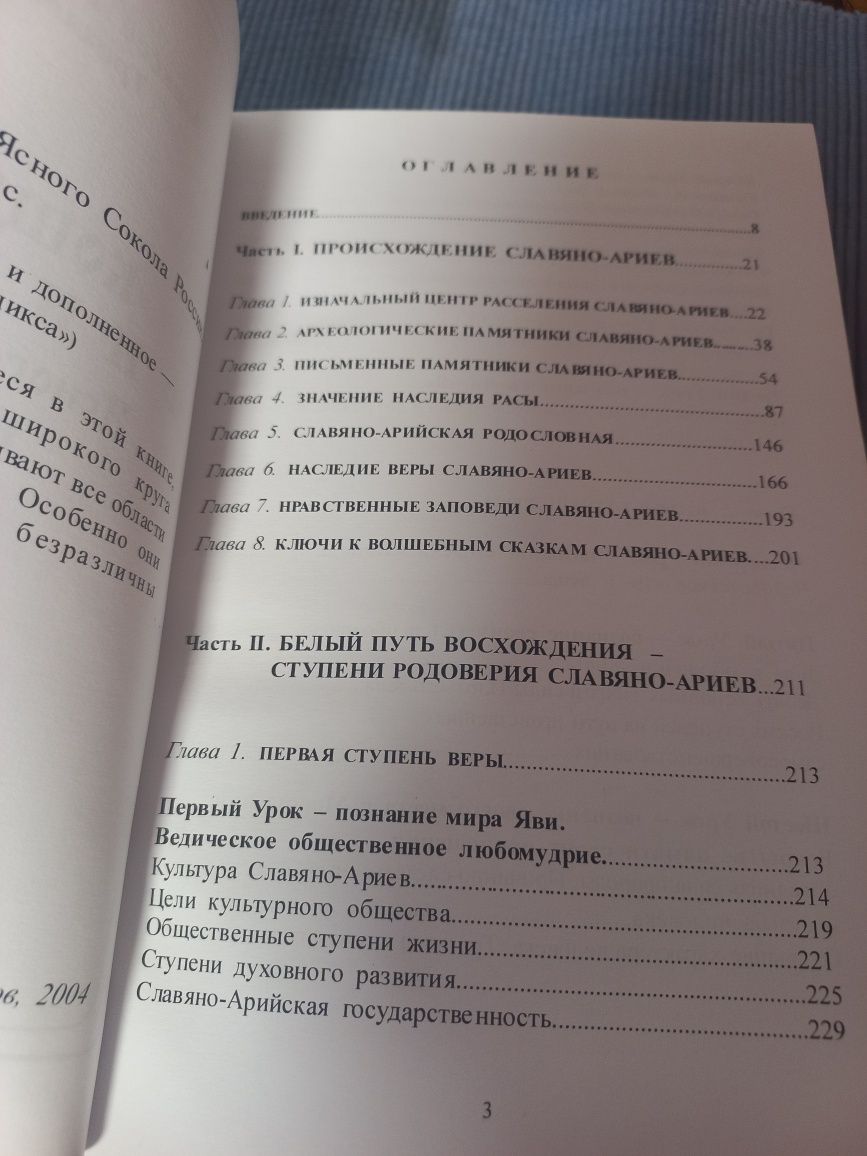 Ясного Сокола России
с.
и дополненное —
еся в этой книге,
широкого круга
все области
Особенно они
безразличны
2004
ОГЛАВЛЕНИЕ
ВВЕДЕНИЕ....8
Часть I. ПРОИСХОЖДЕНИЕ СЛАВЯНО-АРИЕВ....21
Глава 1. ИЗНАЧАЛЬНЫЙ ЦЕНТР РАССЕЛЕНИЯ СЛАВЯНО-АРИЕВ....22
Глава 2. АРХЕОЛОГИЧЕСКИЕ ПАМЯТНИКИ СЛАВЯНО-АРИЕВ....38
Глава 3. ПИСЬМЕННЫЕ ПАМЯТНИКИ СЛАВЯНО-АРИЕВ....54
Глава 4. ЗНАЧЕНИЕ НАСЛЕДИЯ РАСЫ....87
Глава 5. СЛАВЯНО-АРИЙСКАЯ РОДОСЛОВНАЯ....146
Глава 6. НАСЛЕДИЕ ВЕРЫ СЛАВЯНО-АРИЕВ....166
Глава 7. НРАВСТВЕННЫЕ ЗАПОВЕДИ СЛАВЯНО-АРИЕВ....193
Глава 8. КЛЮЧИ К ВОЛШЕБНЫМ СКАЗКАМ СЛАВЯНО-АРИЕВ....201
Часть II. БЕЛЫЙ ПУТЬ ВОСХОЖДЕНИЯ –
СТУПЕНИ РОДОВЕРИЯ СЛАВЯНО-АРИЕВ...211
Глава 1. ПЕРВАЯ СТУПЕНЬ ВЕРЫ....213
Первый Урок – познание мира Яви.
Ведическое общественное любомудрие....213
Культура Славяно-Ариев....214
Цели культурного общества....219
Общественные ступени жизни....221
Ступени духовного развития....225
Славяно-Арийская государственность....229
3